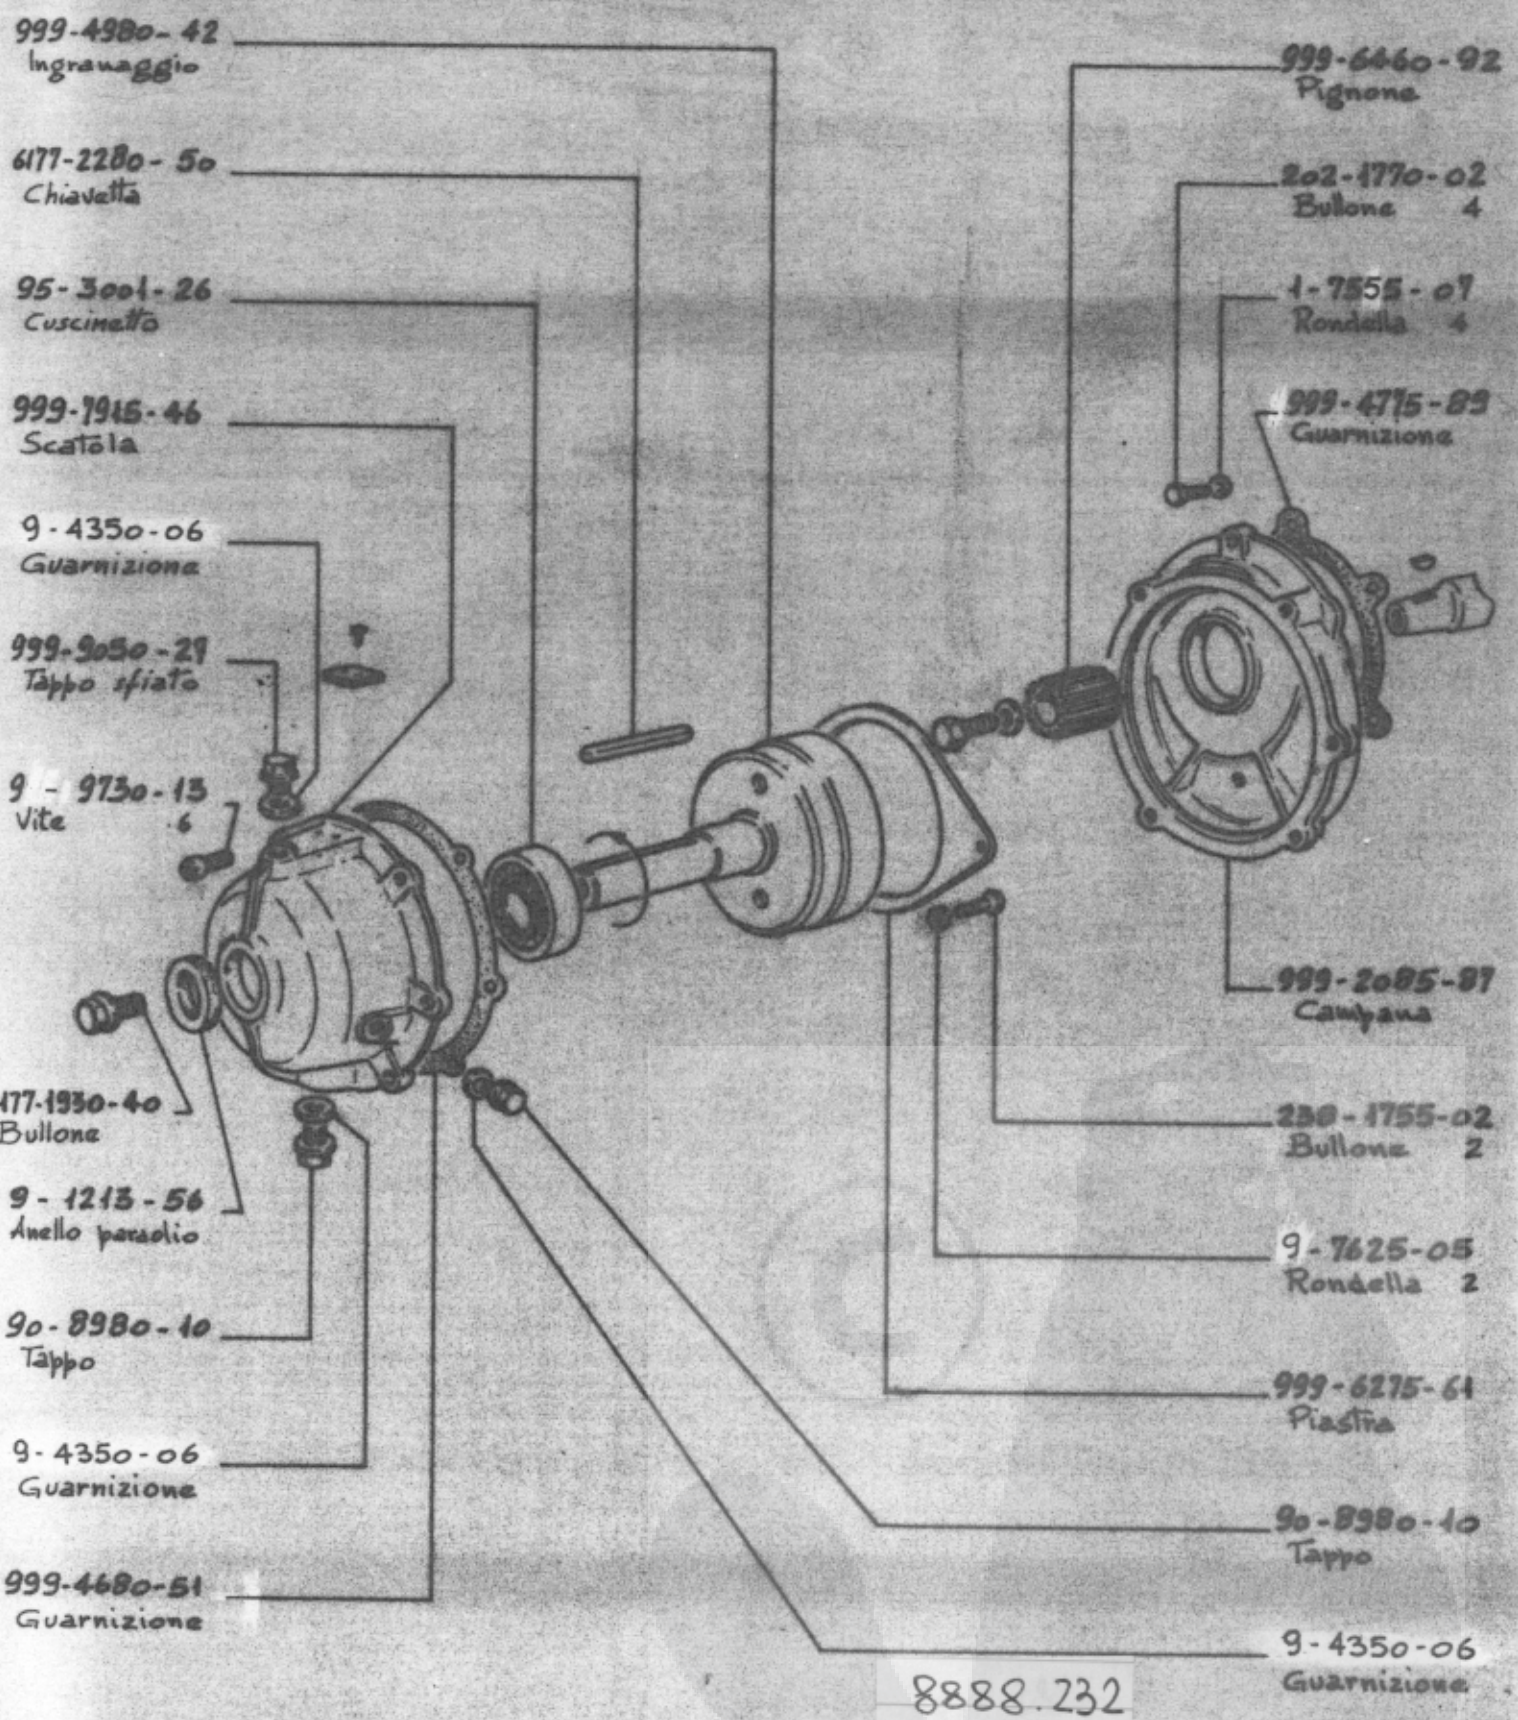 999-4980-42
Ingranaggio
6177-2280-50
Chiavetta
95-3001-26
Cuscinetto
999-7915-46
Scatola
9-4350-06
Guarnizione
999-9050-27
Tappo sfiato
9-9730-13
Vite 6
177-1930-40
Bullone
9-1213-56
Anello paraolio
90-8980-10
Tappo
9-4350-06
Guarnizione
999-4680-51
Guarnizione
999-6460-92
Pignone
202-1770-02
Bullone 4
1-7555-07
Rondella 4
999-4775-89
Guarnizione
999-2085-87
Campana
238-1755-02
Bullone 2
9-7625-05
Rondella 2
999-6275-61
Piastra
90-8980-10
Tappo
9-4350-06
Guarnizione
8888.232